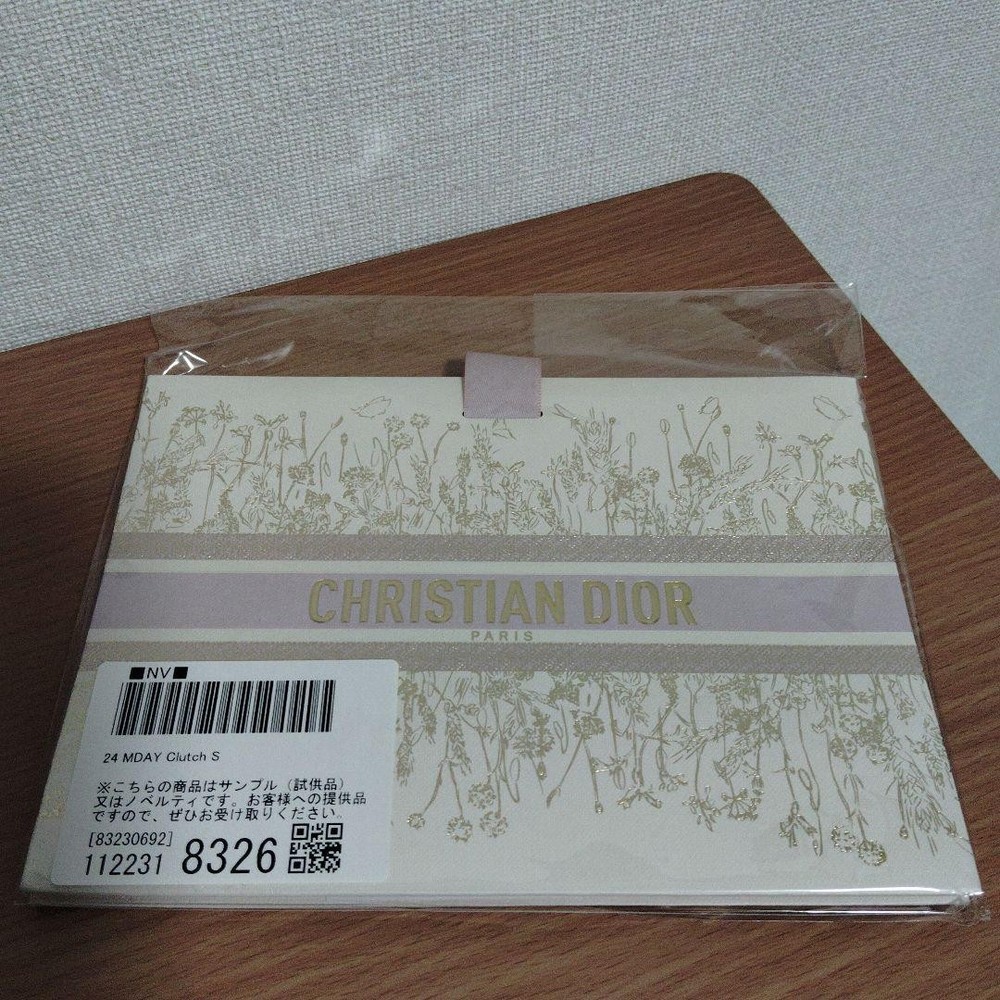 CHRISTIAN DIOR
PARIS
■NV■
24 MDAY Clutch S
※こちらの商品はサンプル（試供品）
又はノベルティです。お客様への提供品
ですので、ぜひお受け取りください。
[83230692]
112231 8326